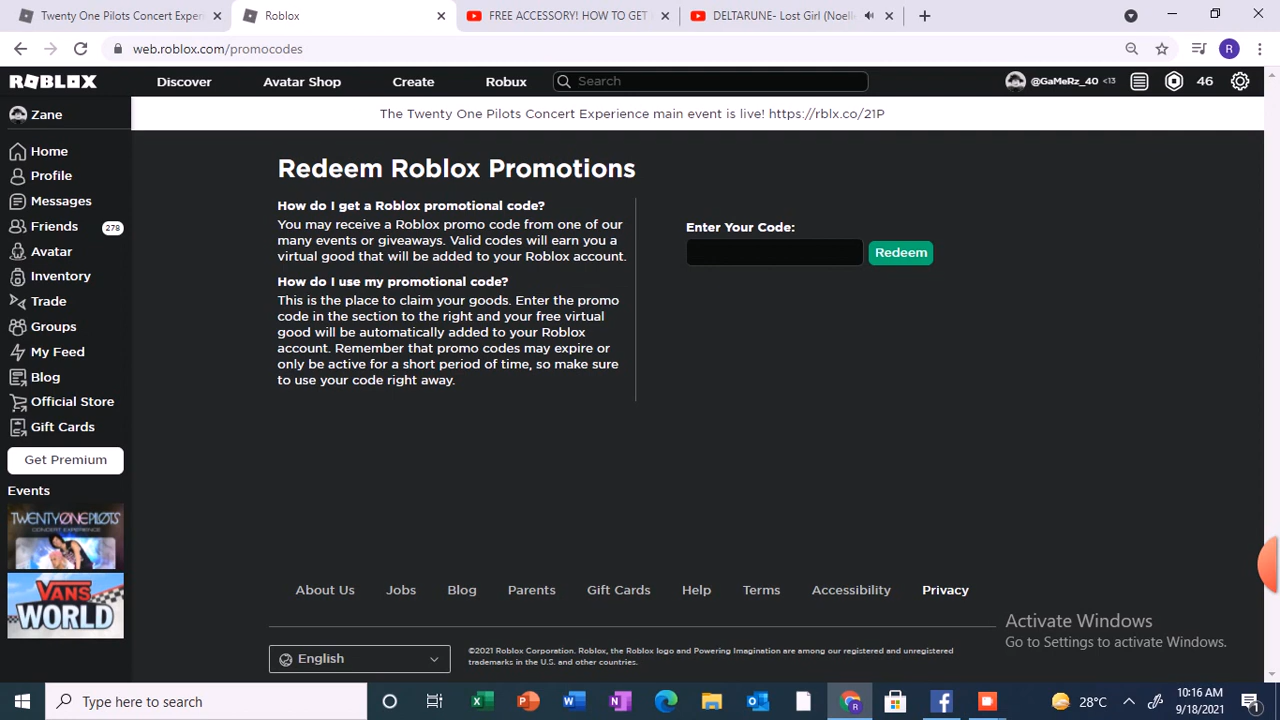 Twenty One Pilots Concert Experi
Roblox
FREE ACCESSORY! HOW TO GET
DELTARUNE- Lost Girl (Noelle
web.roblox.com/promocodes
R
ROBLOX
Discover
Avatar Shop
Create
Robux
Search
@GaMeRz_40 <13
46
Zane
The Twenty One Pilots Concert Experience main event is live! https://rblx.co/21P
Home
Profile
Messages
Friends
278
Avatar
Inventory
Trade
Groups
My Feed
Blog
Official Store
Gift Cards
Get Premium
Events
TWENTY ONE PILOTS
CONCERT EXPERIENCE
VANS
WORLD
Redeem Roblox Promotions
How do I get a Roblox promotional code?
You may receive a Roblox promo code from one of our
many events or giveaways. Valid codes will earn you a
virtual good that will be added to your Roblox account.
How do I use my promotional code?
This is the place to claim your goods. Enter the promo
code in the section to the right and your free virtual
good will be automatically added to your Roblox
account. Remember that promo codes may expire or
only be active for a short period of time, so make sure
to use your code right away.
Enter Your Code:
Redeem
About Us
Jobs
Blog
Parents
Gift Cards
Help
Terms
Accessibility
Privacy
English
©2021 Roblox Corporation. Roblox, the Roblox logo and Powering Imagination are among our registered and unregistered
trademarks in the U.S. and other countries.
Activate Windows
Go to Settings to activate Windows.
Type here to search
28°C
10:16 AM
9/18/2021
1